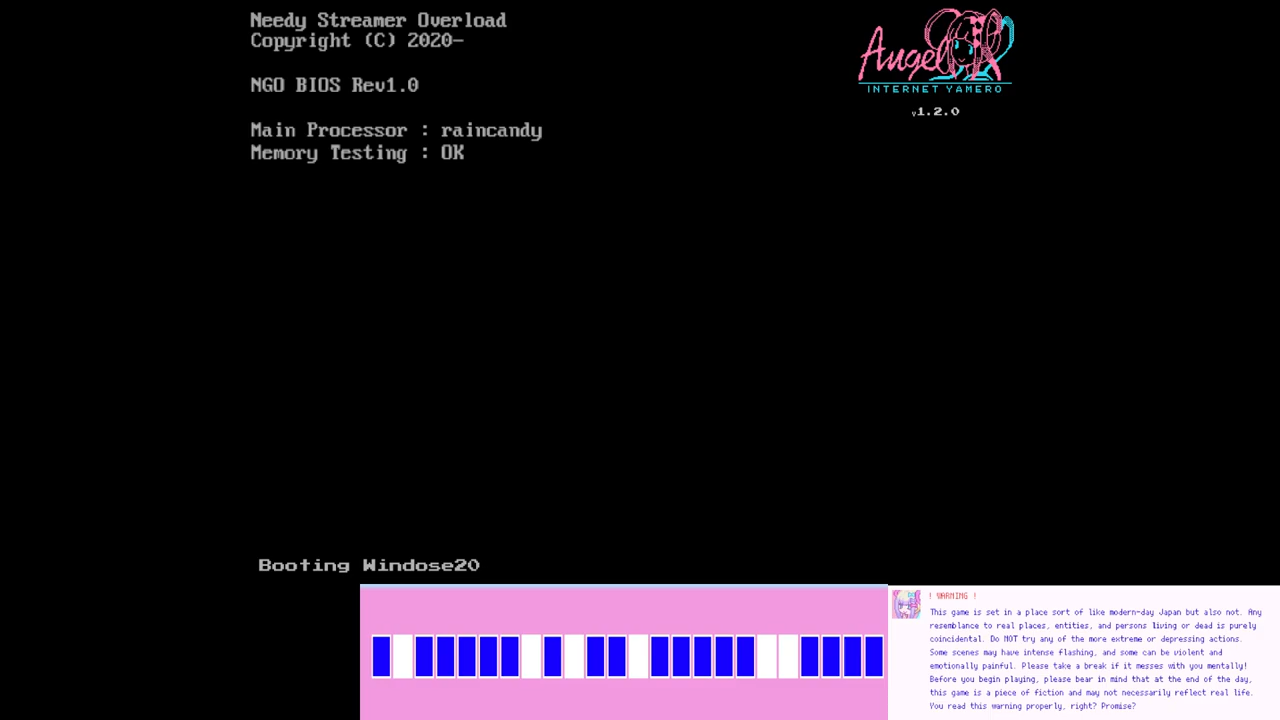 Needy Streamer Overload
Copyright (C) 2020-
NGO BIOS Rev1.0
Main Processor : raincandy
Memory Testing : OK
Angel
INTERNET YAMERO
v1.2.0
Booting Windose20
! WARNING !
This game is set in a place sort of like modern-day Japan but also not. Any
resemblance to real places, entities, and persons living or dead is purely
coincidental. Do NOT try any of the more extreme or depressing actions.
Some scenes may have intense flashing, and some can be violent and
emotionally painful. Please take a break if it messes with you mentally!
Before you begin playing, please bear in mind that at the end of the day,
this game is a piece of fiction and may not necessarily reflect real life.
You read this warning properly, right? Promise?